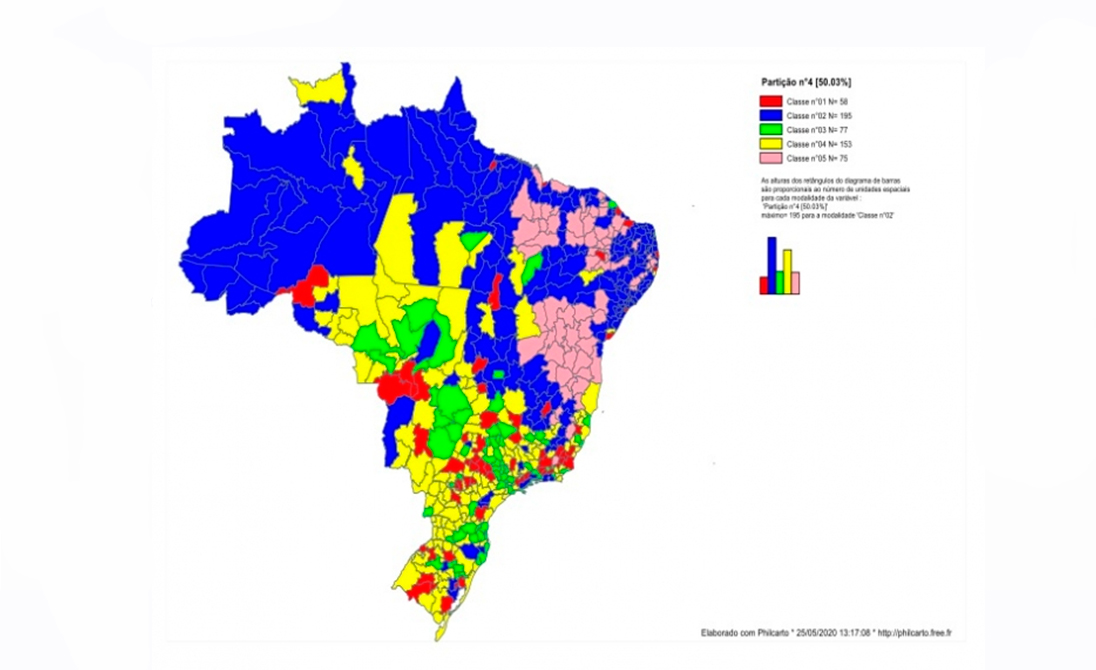 Partição n°4 [50.03%]
Classe n°01 N= 58
Classe n°02 N= 195
Classe n°03 N= 77
Classe n°04 N= 153
Classe n°05 N= 75
As alturas dos retângulos do diagrama de barras
são proporcionais ao número de unidades espaciais
para cada modalidade da variável :
'Partição n°4 [50.03%]'
máximo= 195 para a modalidade 'Classe n°02'
Elaborado com Philcarto * 25/05/2020 13:17:08 * http://philcarto.free.fr